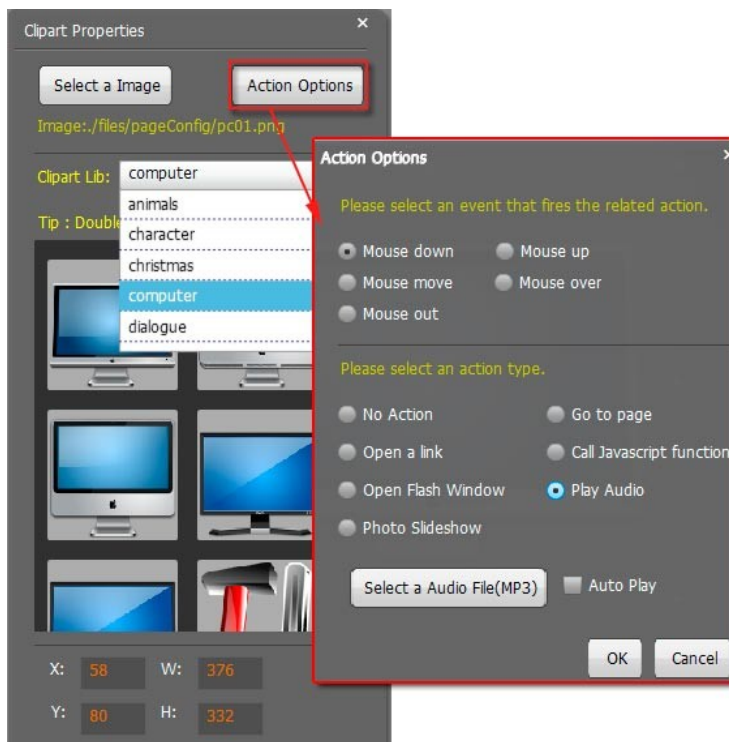 Clipart Properties
×
Select a Image
Action Options
Image:./files/pageConfig/pc01.png
Clipart Lib:
computer
animals
character
christmas
computer
dialogue
Tip : Double
X: 58
W: 376
Y: 80
H: 332
Action Options
×
Please select an event that fires the related action.
Mouse down
Mouse up
Mouse move
Mouse over
Mouse out
Please select an action type.
No Action
Go to page
Open a link
Call Javascript function
Open Flash Window
Play Audio
Photo Slideshow
Select a Audio File(MP3)
Auto Play
OK
Cancel